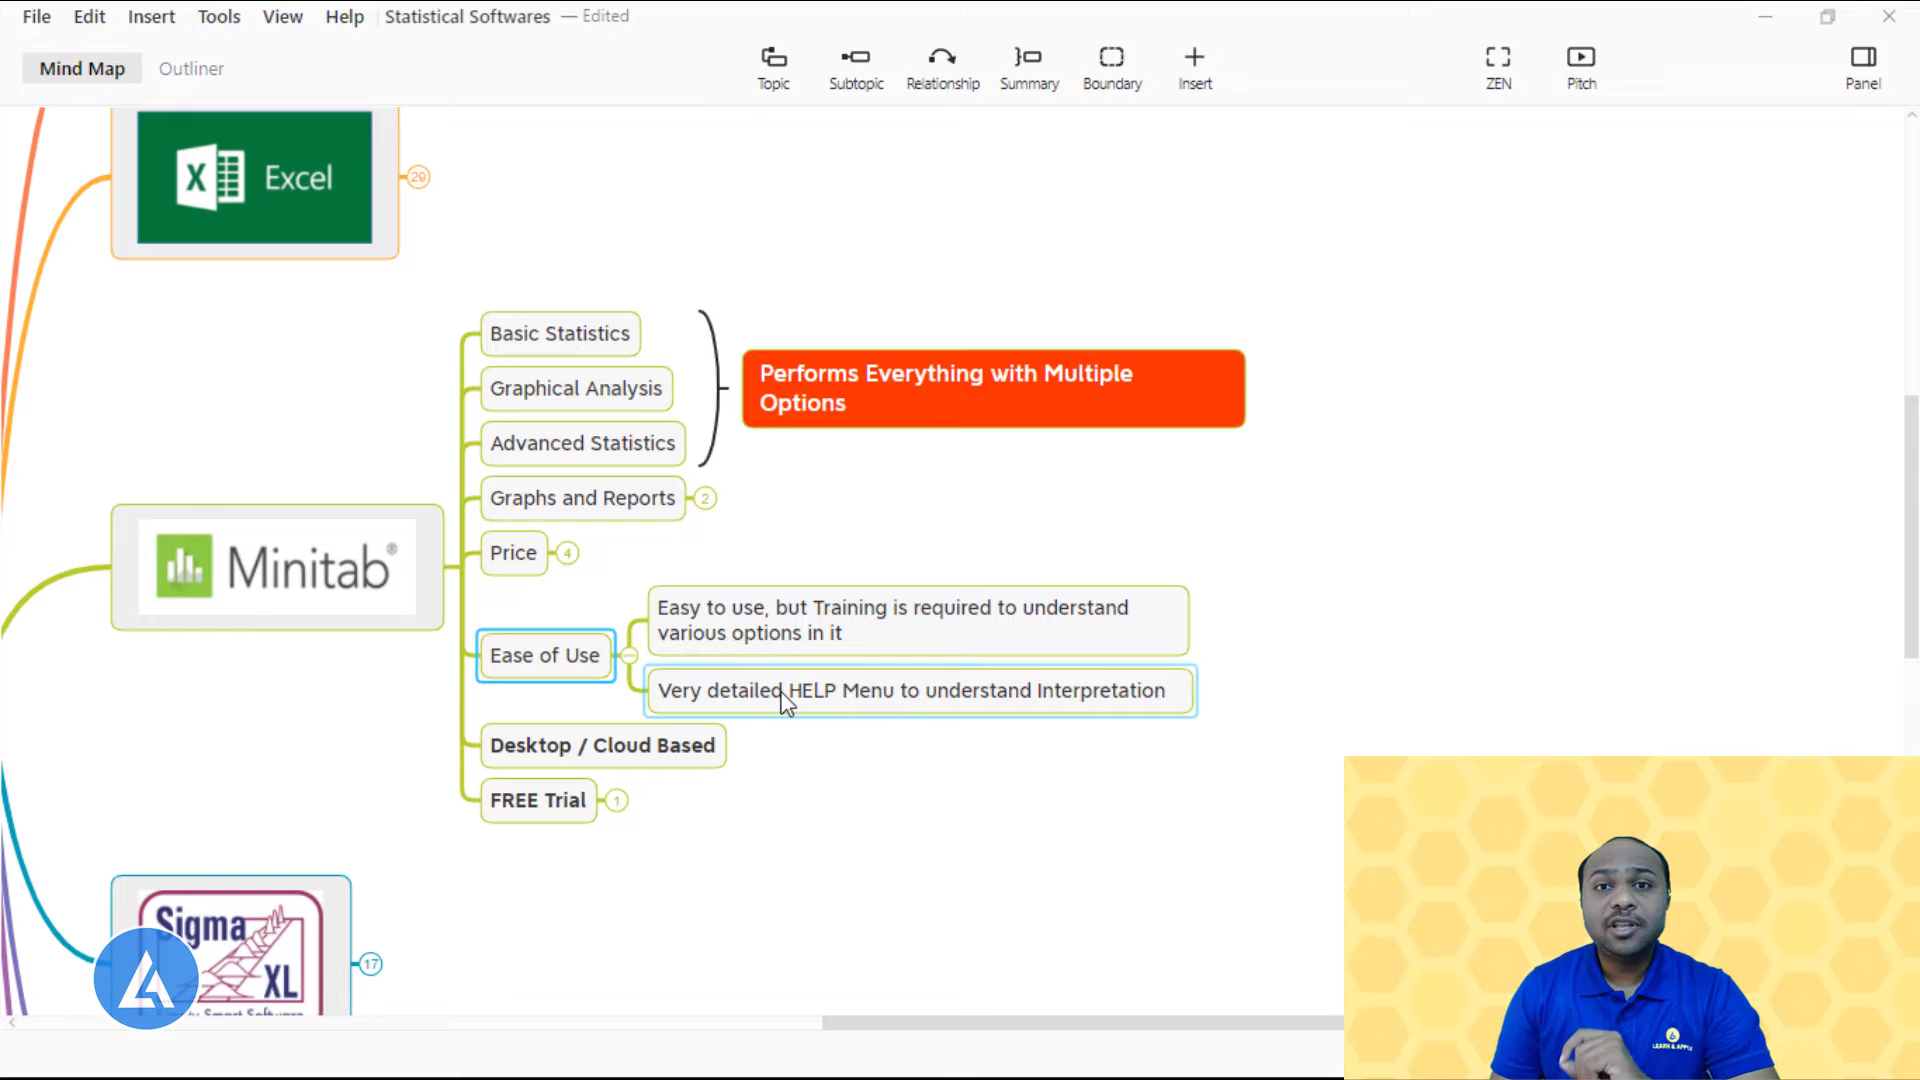 File Edit Insert Tools View Help Statistical Softwares — Edited
Mind Map Outliner
Topic Subtopic Relationship Summary Boundary Insert ZEN Pitch Panel
X Excel 29
Basic Statistics
Graphical Analysis
Advanced Statistics
Performs Everything with Multiple
Options
Graphs and Reports 2
Price 4
Minitab®
Ease of Use
Easy to use, but Training is required to understand
various options in it
Very detailed HELP Menu to understand Interpretation
Desktop / Cloud Based
FREE Trial 1
Sigma
XL
17
LEARN & APPLY